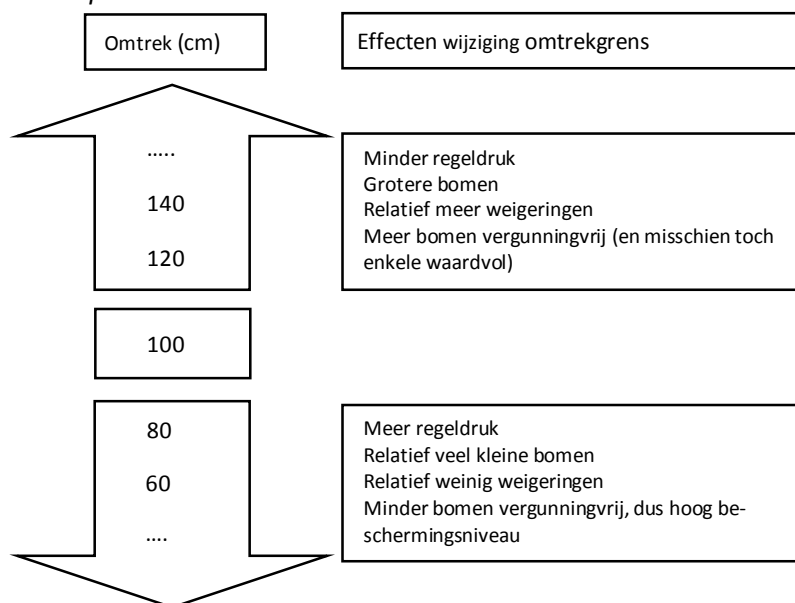 Omtrek (cm)
Effecten wijziging omtrekgrens
.....
140
120
Minder regeldruk
Grotere bomen
Relatief meer weigeringen
Meer bomen vergunningvrij (en misschien toch
enkele waardvol)
100
80
60
....
Meer regeldruk
Relatief veel kleine bomen
Relatief weinig weigeringen
Minder bomen vergunningvrij, dus hoog be-
schermingsniveau